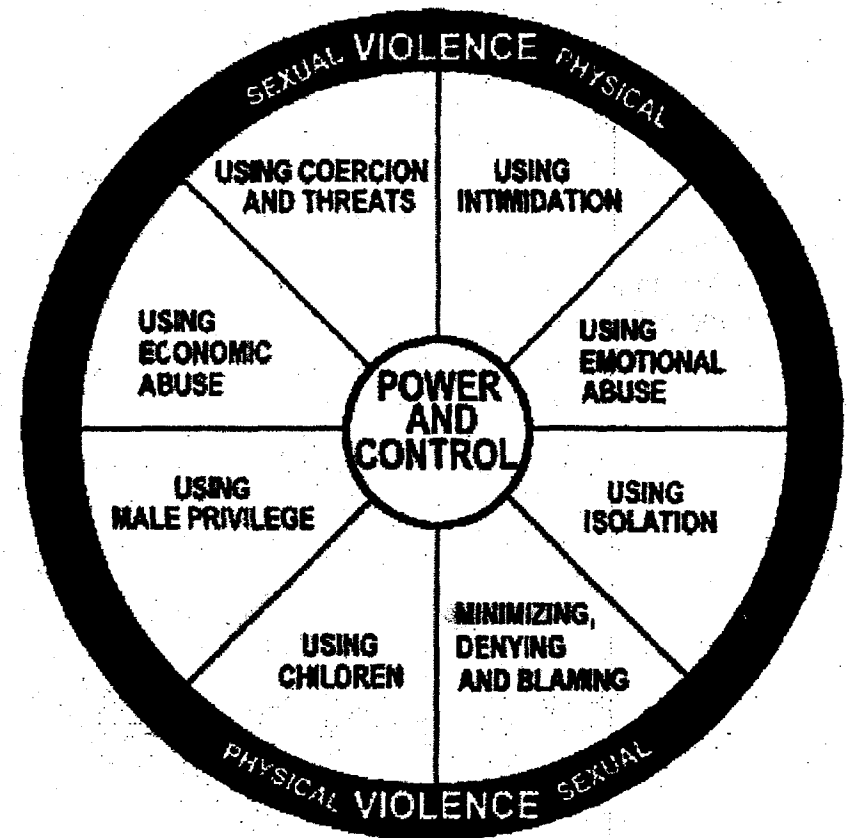 SEXUAL VIOLENCE PHYSICAL
USING COERCION
AND THREATS
USING
INTIMIDATION
USING
EMOTIONAL
ABUSE
USING
ISOLATION
MINIMIZING,
DENYING
AND BLAMING
USING
CHILDREN
USING
MALE PRIVILEGE
USING
ECONOMIC
ABUSE
POWER
AND
CONTROL
PHYSICAL VIOLENCE SEXUAL